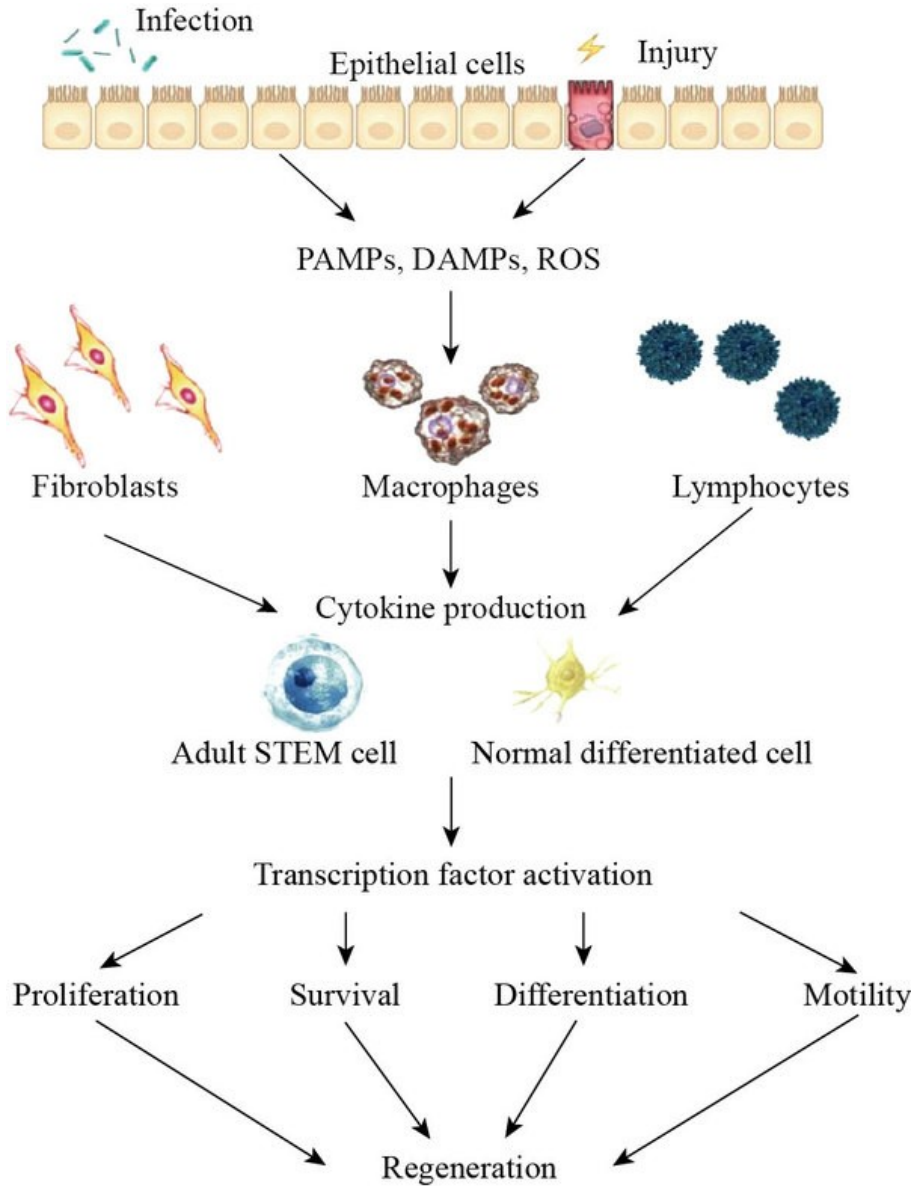 Infection
Epithelial cells
Injury
PAMPs, DAMPs, ROS
Fibroblasts
Macrophages
Lymphocytes
Cytokine production
Adult STEM cell
Normal differentiated cell
Transcription factor activation
Proliferation
Survival
Differentiation
Motility
Regeneration